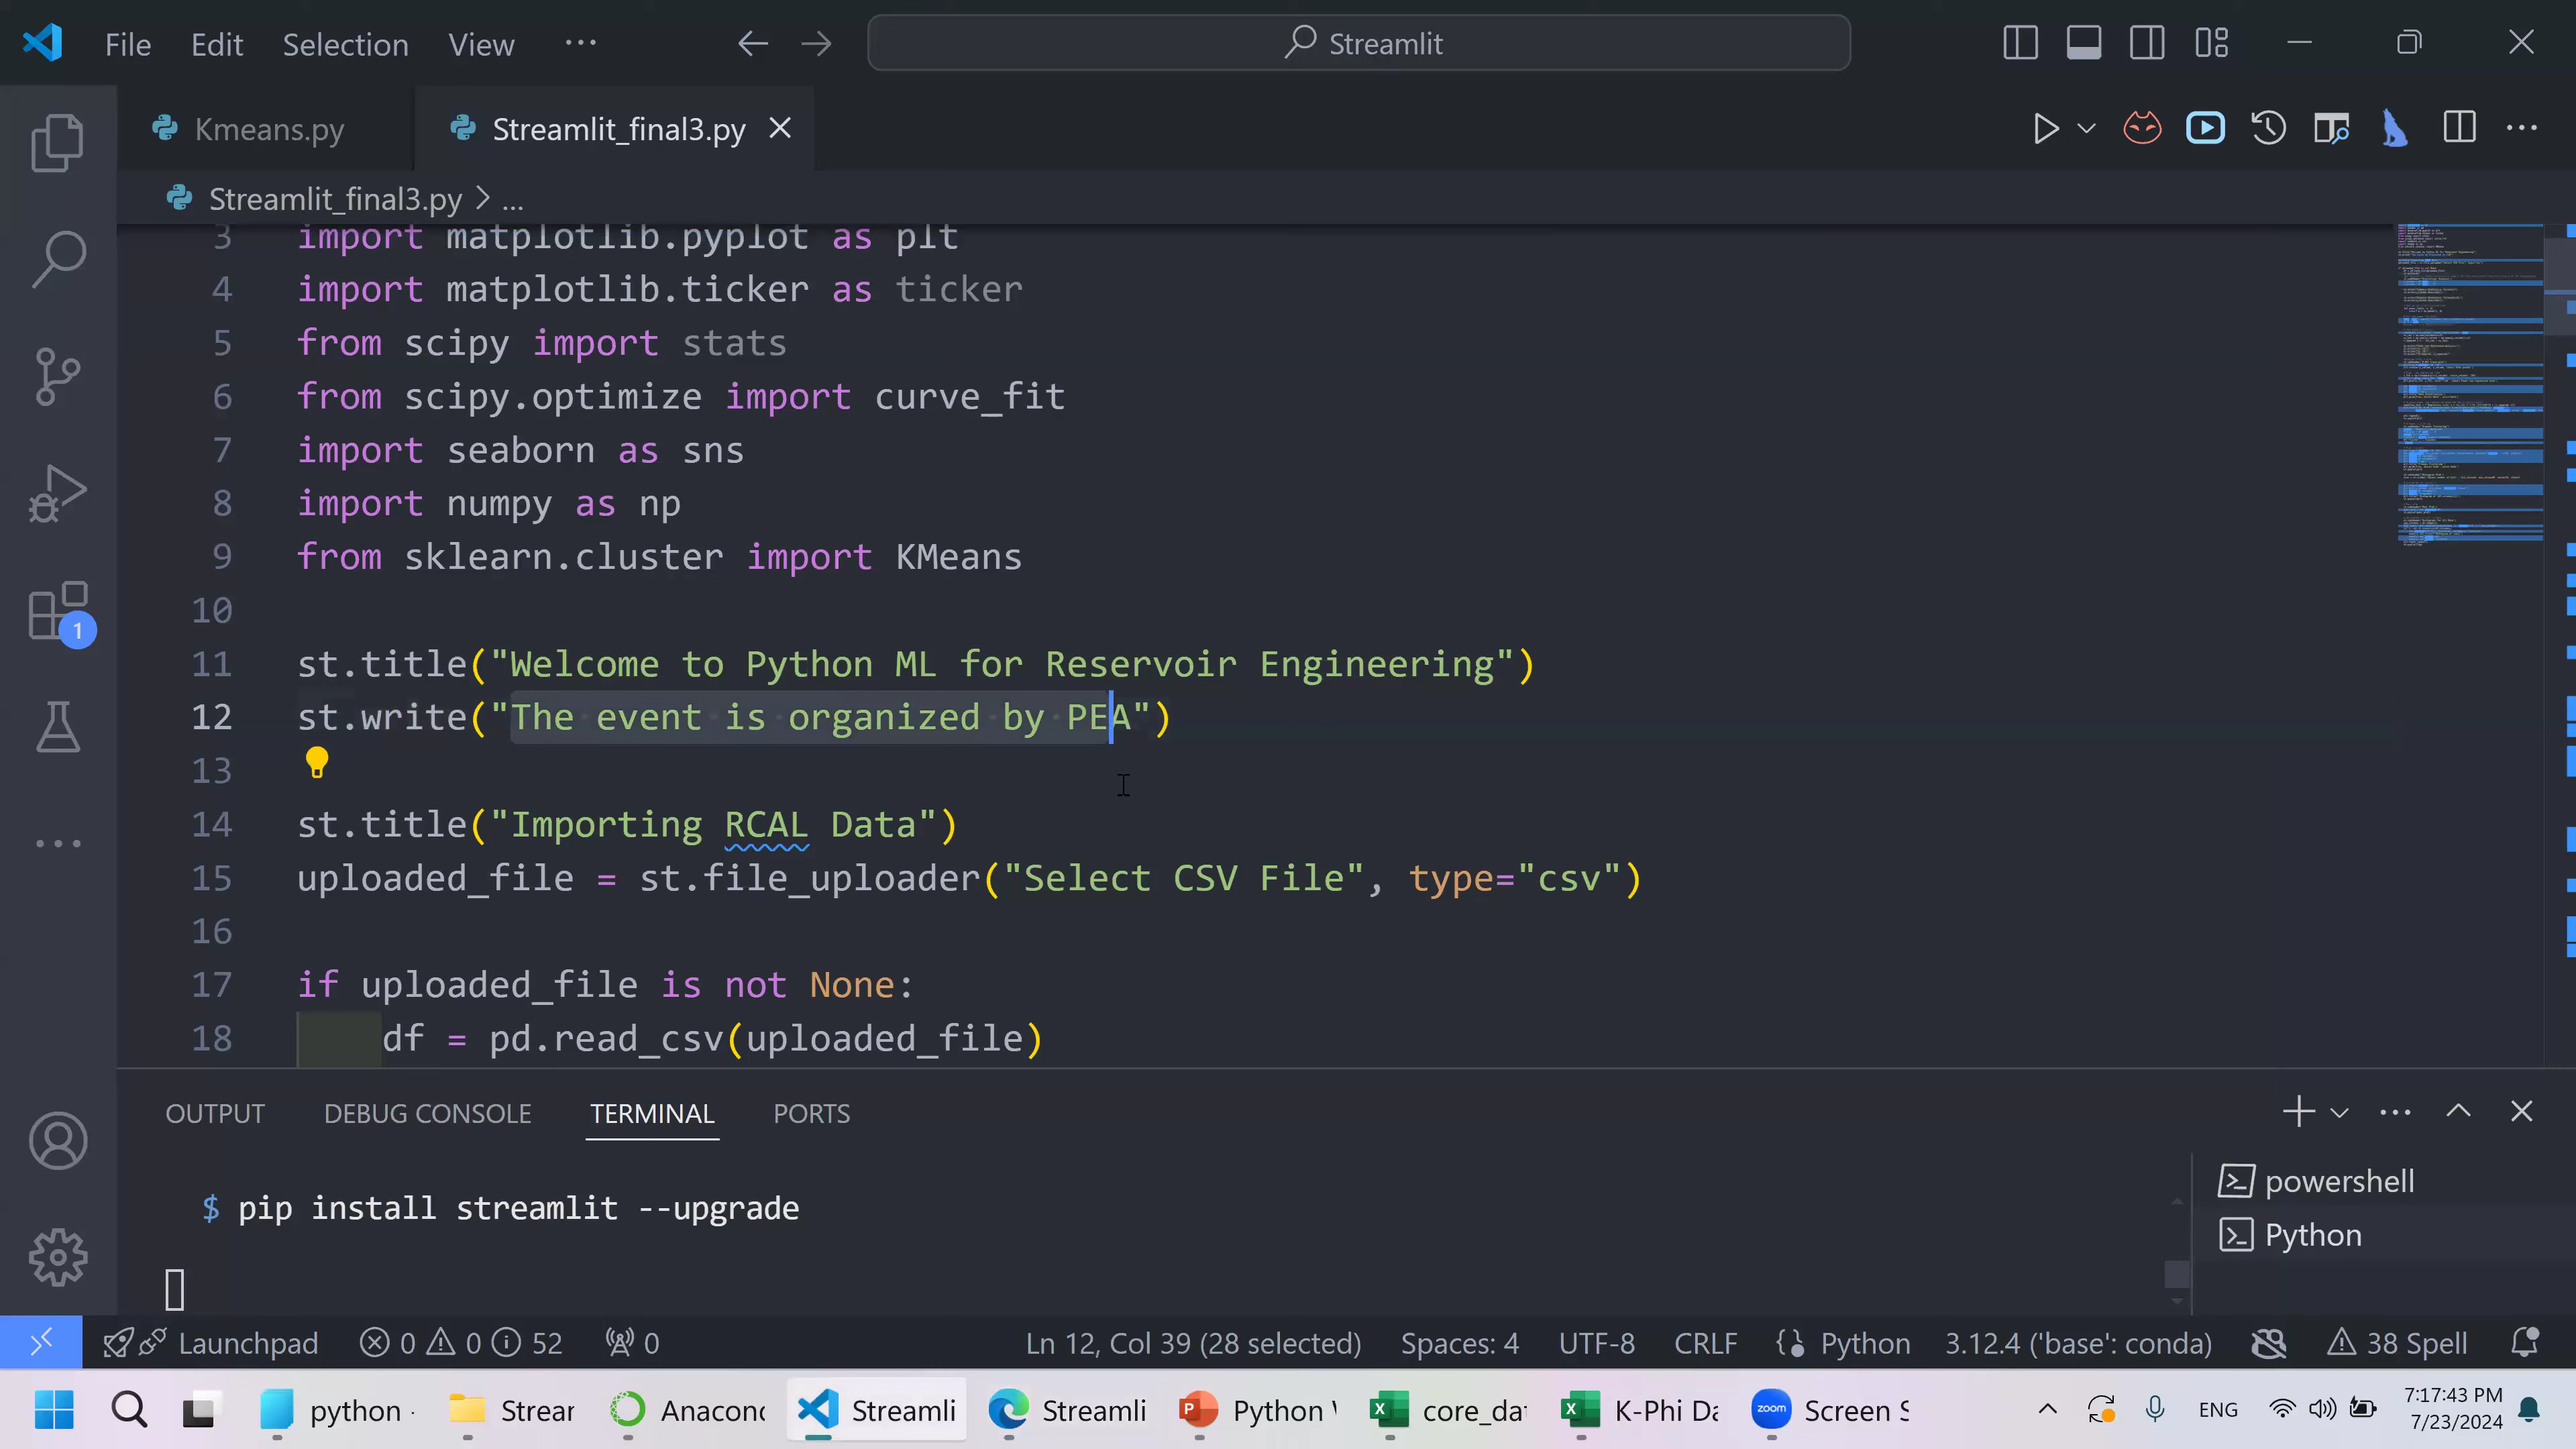 File Edit Selection View ··· Streamlit
Kmeans.py Streamlit_final3.py
Streamlit_final3.py > ...
3 import matplotlib.pyplot as plt
4 import matplotlib.ticker as ticker
5 from scipy import stats
6 from scipy.optimize import curve_fit
7 import seaborn as sns
8 import numpy as np
9 from sklearn.cluster import KMeans
10
11 st.title("Welcome to Python ML for Reservoir Engineering")
12 st.write("The event is organized by PEA")
13
14 st.title("Importing RCAL Data")
15 uploaded_file = st.file_uploader("Select CSV File", type="csv")
16
17 if uploaded_file is not None:
18 df = pd.read_csv(uploaded_file)
1
OUTPUT DEBUG CONSOLE TERMINAL PORTS
$ pip install streamlit --upgrade
powershell
Python
Launchpad 0 0 52 0 Ln 12, Col 39 (28 selected) Spaces: 4 UTF-8 CRLF Python 3.12.4 ('base': conda) 38 Spell
python Strear Anacon Streamli Streamli Python core_da K-Phi Da zoom Screen S ENG 7:17:43 PM
7/23/2024